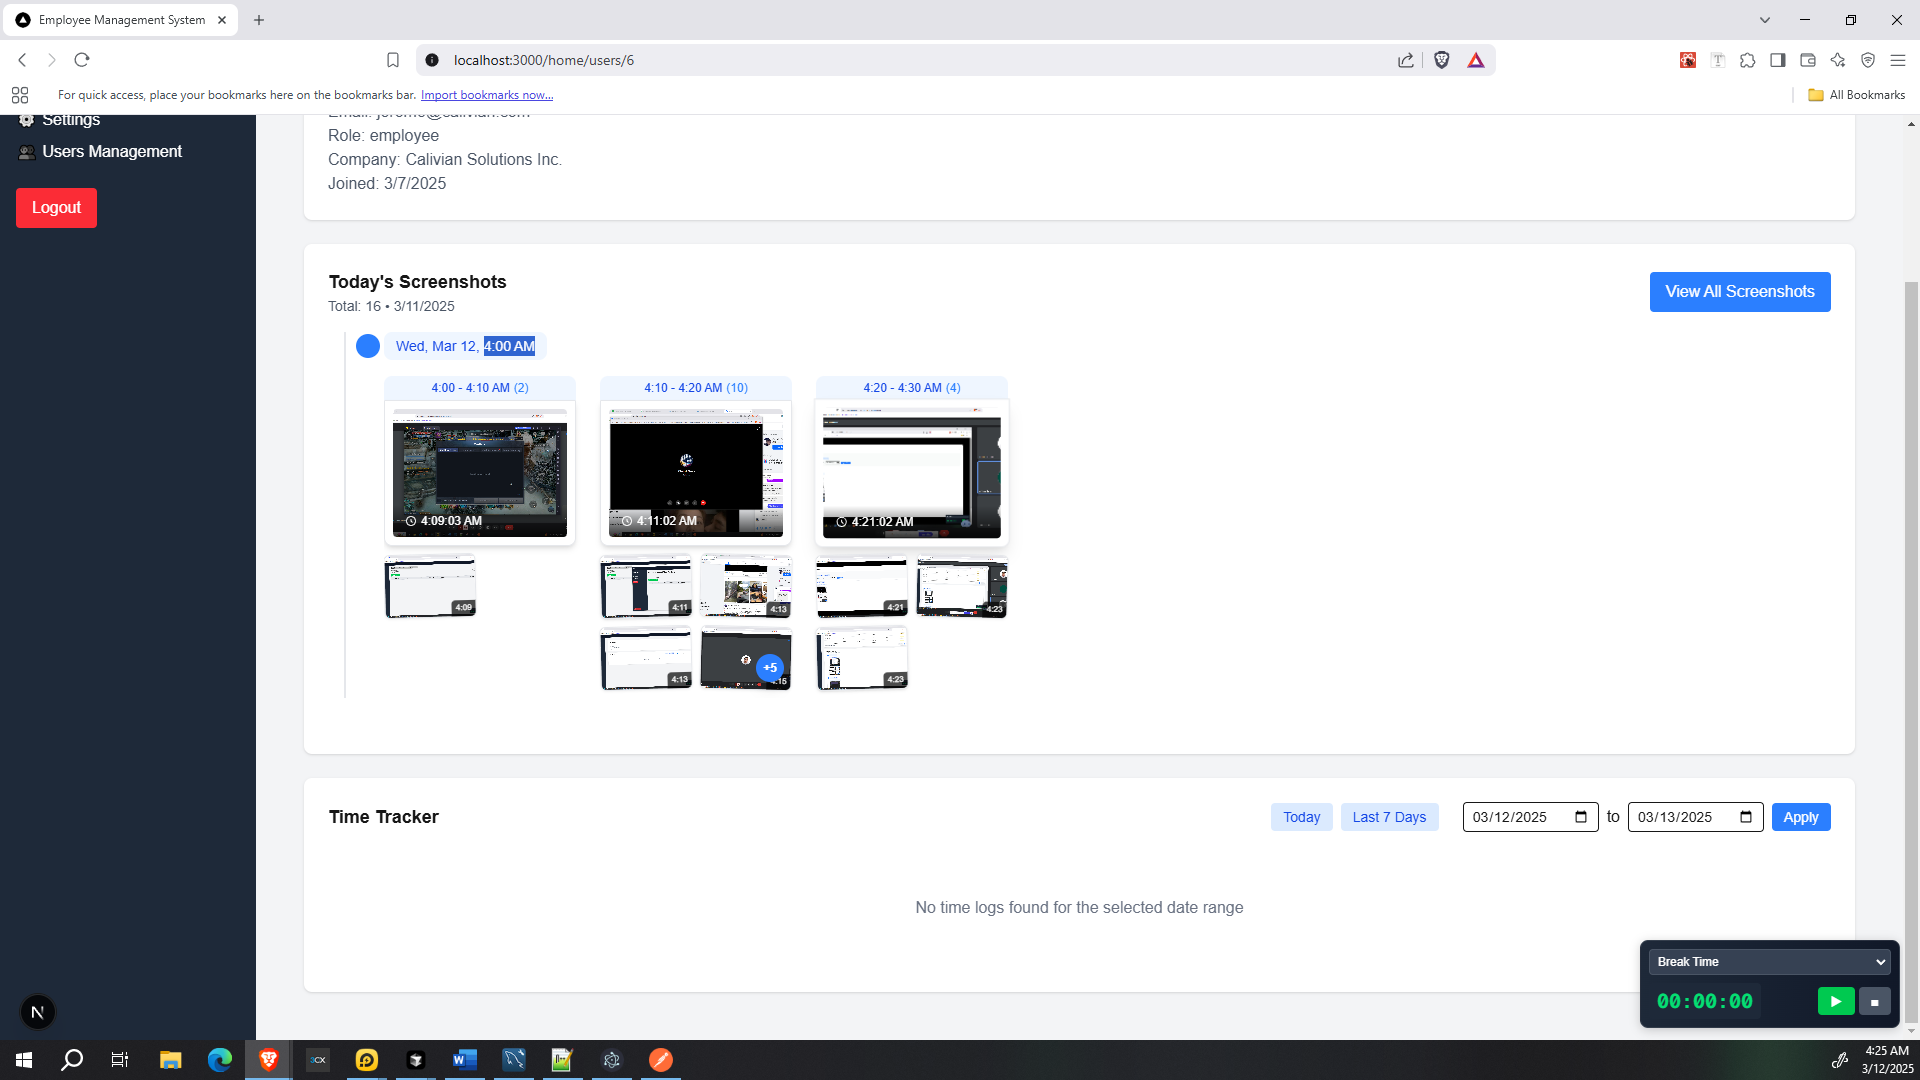 Employee Management System
localhost:3000/home/users/6
For quick access, place your bookmarks here on the bookmarks bar. Import bookmarks now...
All Bookmarks
Settings
Users Management
Logout
Role: employee
Company: Calivian Solutions Inc.
Joined: 3/7/2025
Today's Screenshots
Total: 16 • 3/11/2025
View All Screenshots
Wed, Mar 12, 4:00 AM
4:00 - 4:10 AM (2)
4:10 - 4:20 AM (10)
4:20 - 4:30 AM (4)
4:09:03 AM
4:11:02 AM
4:21:02 AM
4:09
4:11
4:13
4:21
4:23
4:13
+5
4:15
4:23
Time Tracker
Today
Last 7 Days
03/12/2025
to
03/13/2025
Apply
No time logs found for the selected date range
Break Time
00:00:00
N
3CX
W
4:25 AM
3/12/2025